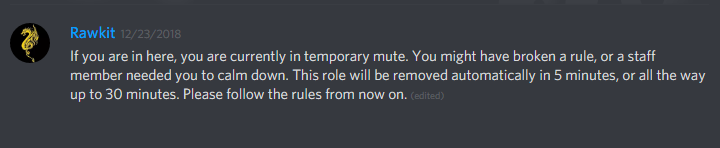 Rawkit 12/23/2018
If you are in here, you are currently in temporary mute. You might have broken a rule, or a staff
member needed you to calm down. This role will be removed automatically in 5 minutes, or all the way
up to 30 minutes. Please follow the rules from now on. (edited)